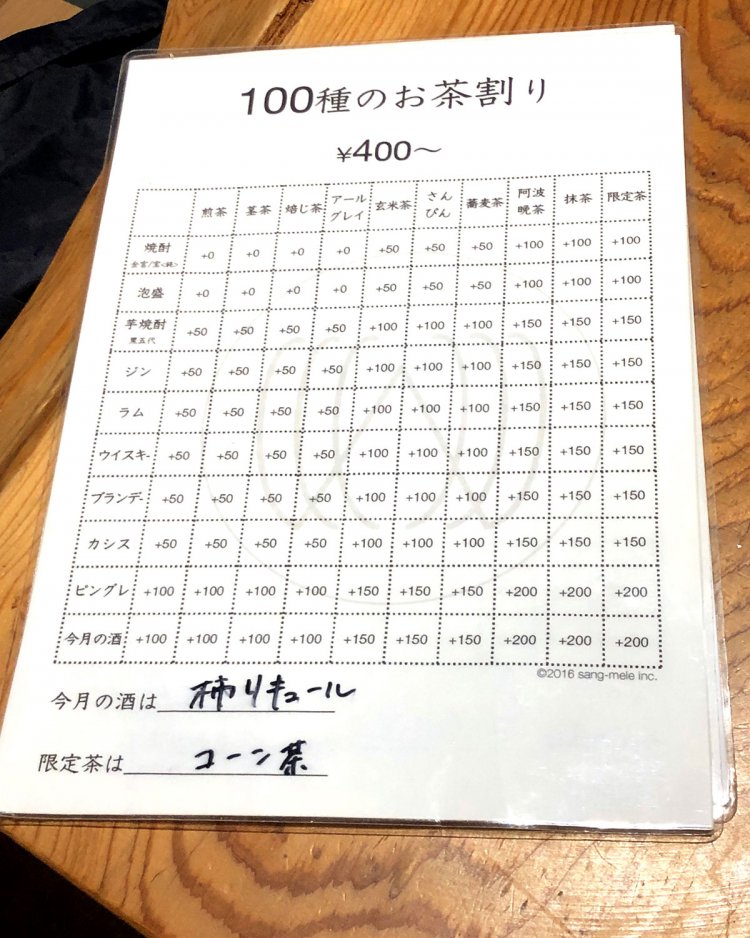 100種のお茶割り
¥400〜
煎茶 茎茶 焙じ茶 アールグレイ 玄米茶 さんぴん 蕎麦茶 阿波晩茶 抹茶 限定茶
焼酎 金宮/宝<純> +0 +0 +0 +0 +50 +50 +50 +100 +100 +100
泡盛 +0 +0 +0 +0 +50 +50 +50 +100 +100 +100
芋焼酎 黒五代 +50 +50 +50 +50 +100 +100 +100 +150 +150 +150
ジン +50 +50 +50 +50 +100 +100 +100 +150 +150 +150
ラム +50 +50 +50 +50 +100 +100 +100 +150 +150 +150
ウイスキー +50 +50 +50 +50 +100 +100 +100 +150 +150 +150
ブランデー +50 +50 +50 +50 +100 +100 +100 +150 +150 +150
カシス +50 +50 +50 +50 +100 +100 +100 +150 +150 +150
ピングレ +100 +100 +100 +100 +150 +150 +150 +200 +200 +200
今月の酒 +100 +100 +100 +100 +150 +150 +150 +200 +200 +200
©2016 sang-mele inc.
今月の酒は 柿リキュール
限定茶は コーン茶